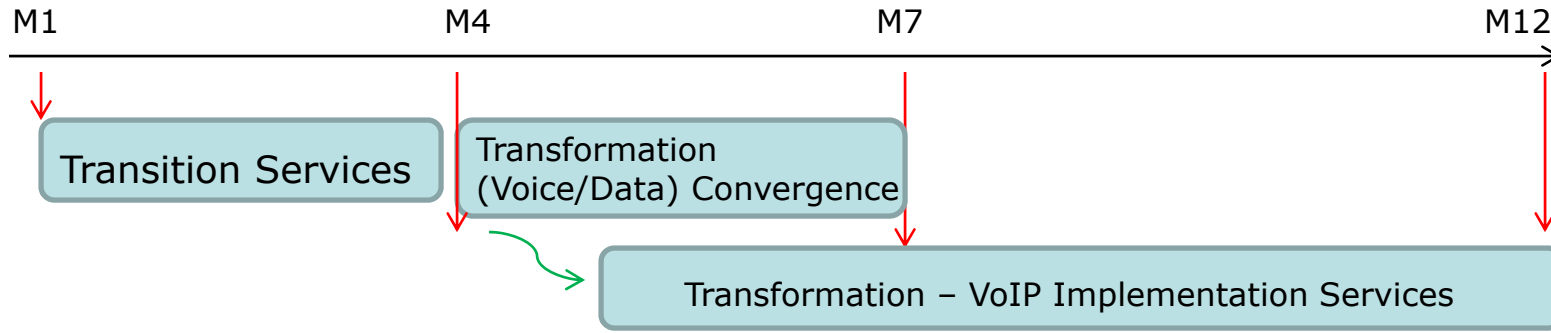 M1 M4 M7 M12
Transition Services
Transformation
(Voice/Data) Convergence
Transformation – VoIP Implementation Services